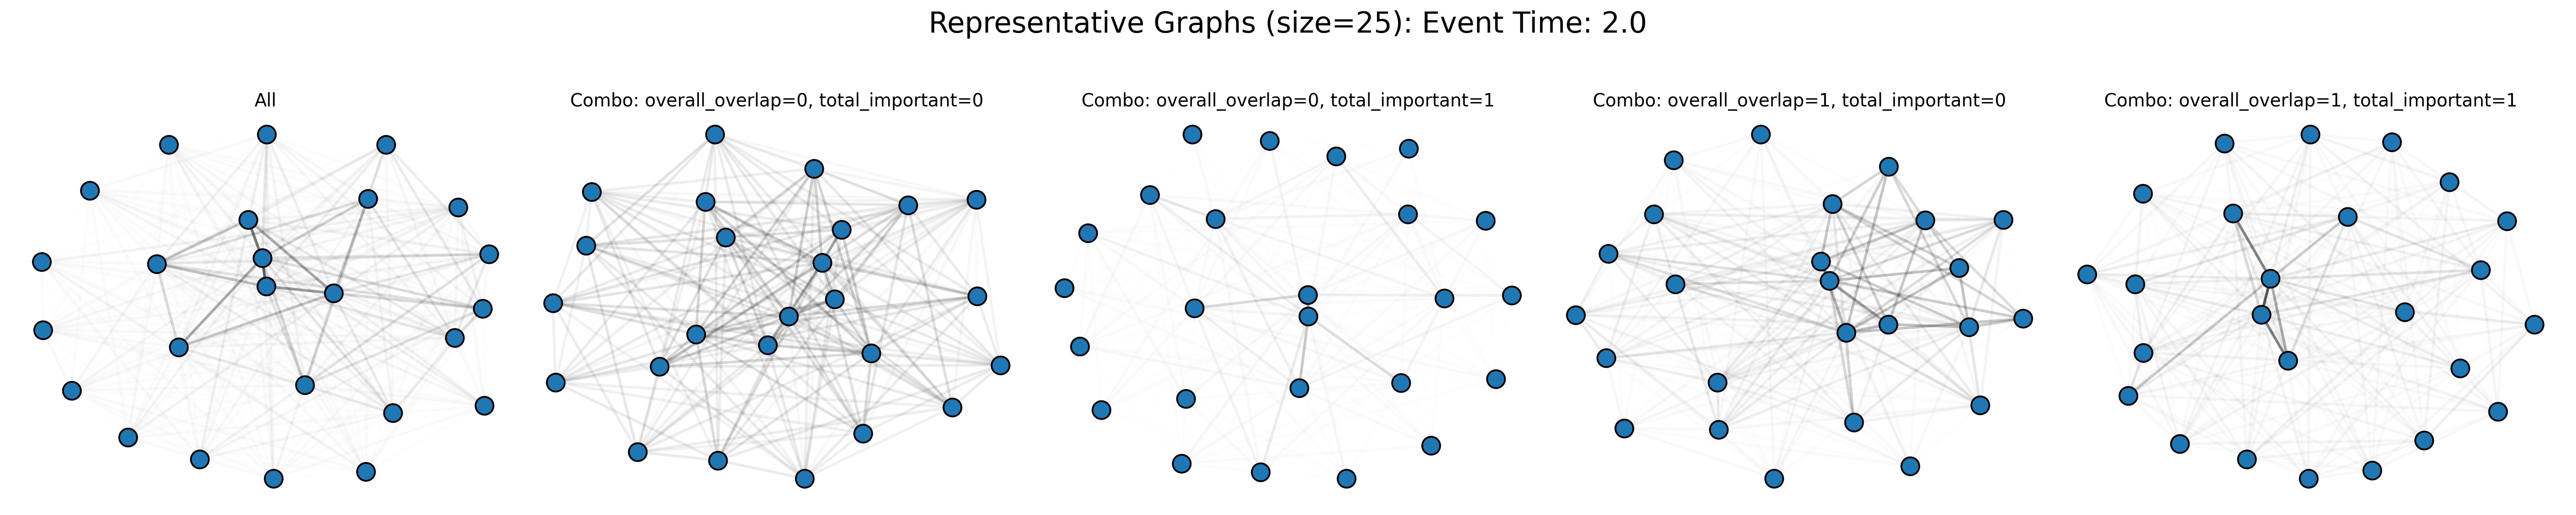 Representative Graphs (size=25): Event Time: 2.0
All
Combo: overall_overlap=0, total_important=0
Combo: overall_overlap=0, total_important=1
Combo: overall_overlap=1, total_important=0
Combo: overall_overlap=1, total_important=1